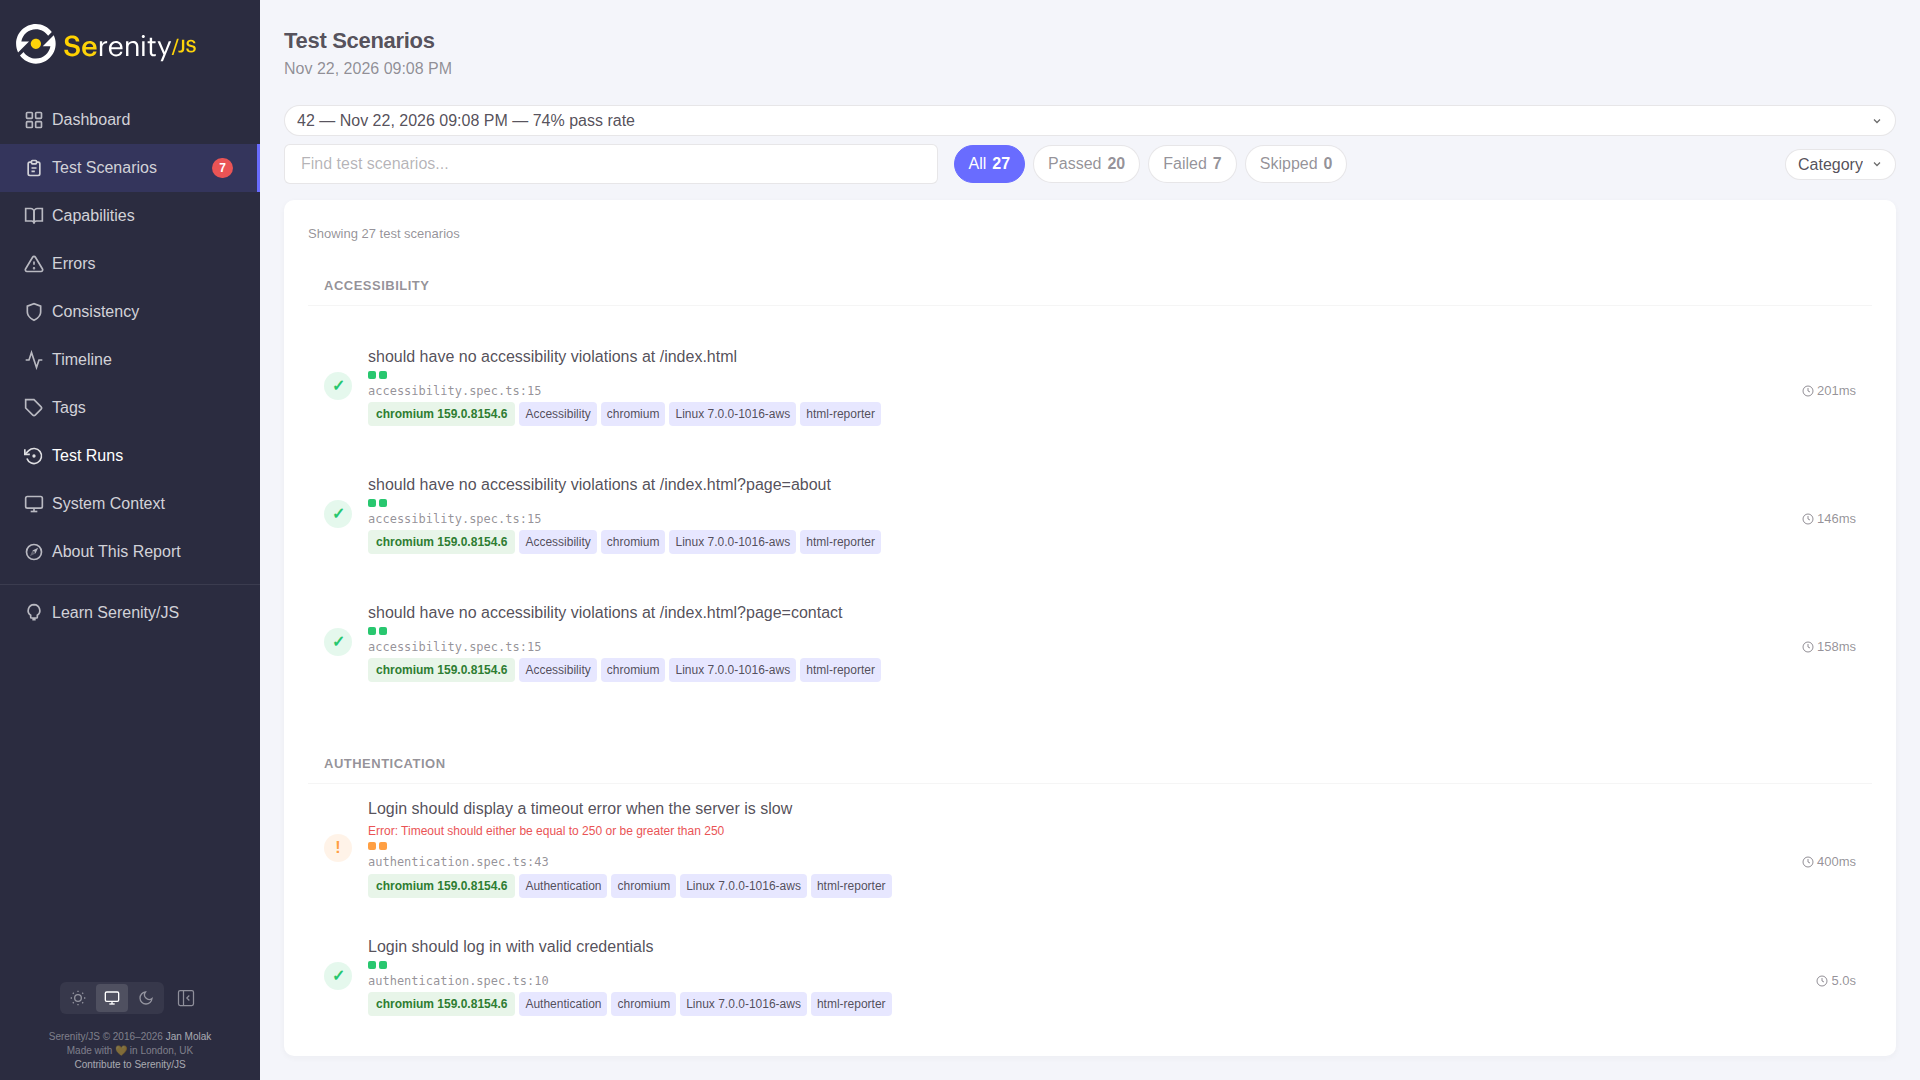 Serenity/JS
Dashboard
Test Scenarios 7
Capabilities
Errors
Consistency
Timeline
Tags
Test Runs
System Context
About This Report
Learn Serenity/JS
Serenity/JS © 2016–2026 Jan Molak
Made with 🤎 in London, UK
Contribute to Serenity/JS
Test Scenarios
Nov 22, 2026 09:08 PM
42 — Nov 22, 2026 09:08 PM — 74% pass rate
Find test scenarios... All 27 Passed 20 Failed 7 Skipped 0 Category
Showing 27 test scenarios
ACCESSIBILITY
should have no accessibility violations at /index.html
accessibility.spec.ts:15
201ms
chromium 159.0.8154.6 Accessibility chromium Linux 7.0.0-1016-aws html-reporter
should have no accessibility violations at /index.html?page=about
accessibility.spec.ts:15
146ms
chromium 159.0.8154.6 Accessibility chromium Linux 7.0.0-1016-aws html-reporter
should have no accessibility violations at /index.html?page=contact
accessibility.spec.ts:15
158ms
chromium 159.0.8154.6 Accessibility chromium Linux 7.0.0-1016-aws html-reporter
AUTHENTICATION
Login should display a timeout error when the server is slow
Error: Timeout should either be equal to 250 or be greater than 250
authentication.spec.ts:43
400ms
chromium 159.0.8154.6 Authentication chromium Linux 7.0.0-1016-aws html-reporter
Login should log in with valid credentials
authentication.spec.ts:10
5.0s
chromium 159.0.8154.6 Authentication chromium Linux 7.0.0-1016-aws html-reporter